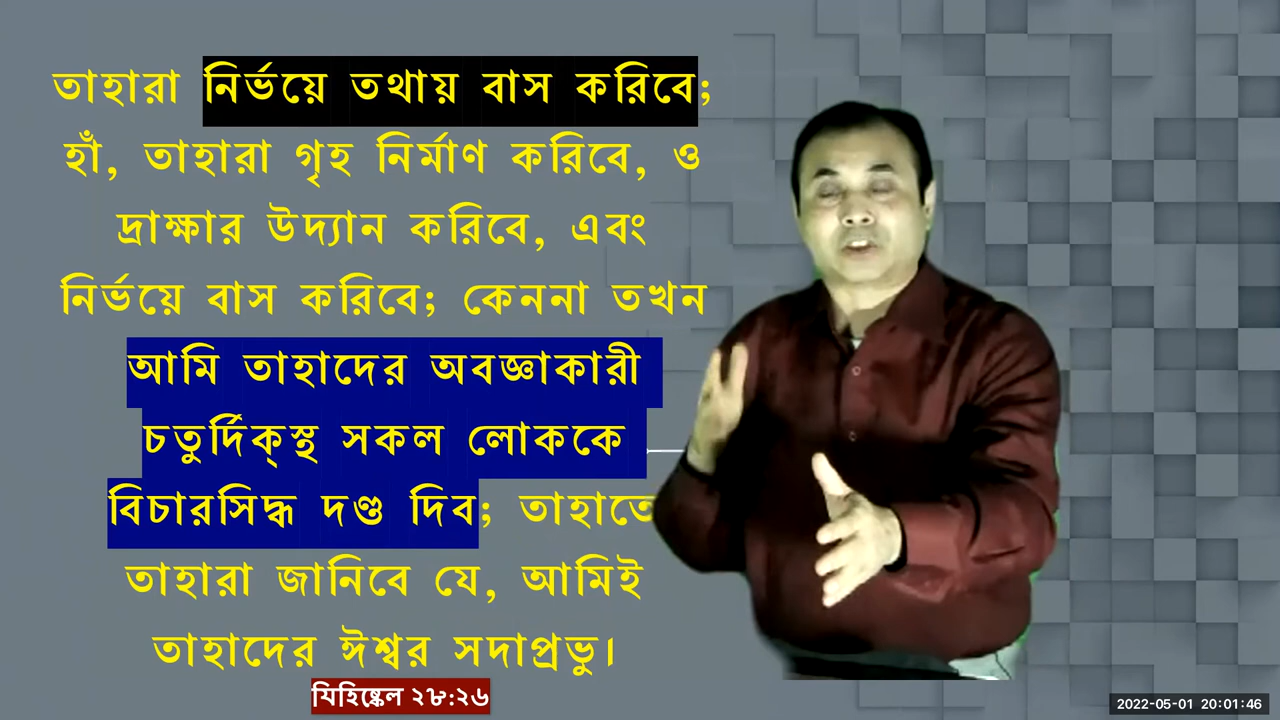 তাহারা নির্ভয়ে তথায় বাস করিবে;
হাঁ, তাহারা গৃহ নির্মাণ করিবে, ও
দ্রাক্ষার উদ্যান করিবে, এবং
নির্ভয়ে বাস করিবে; কেননা তখন
আমি তাহাদের অবজ্ঞাকারী
চতুর্দিক্‌স্থ সকল লোককে
বিচারসিদ্ধ দণ্ড দিব; তাহাতে
তাহারা জানিবে যে, আমিই
তাহাদের ঈশ্বর সদাপ্রভু।
যিহিষ্কেল ২৮:২৬
2022-05-01 20:01:46